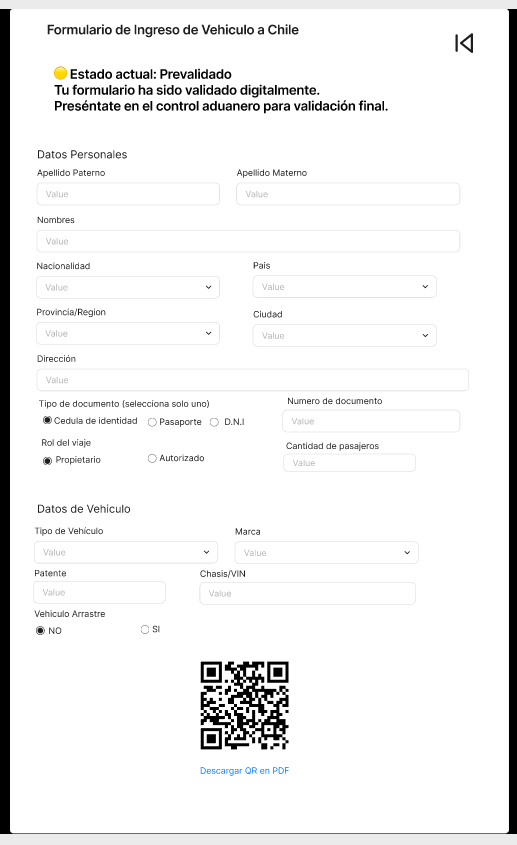 Formulario de Ingreso de Vehiculo a Chile
Estado actual: Prevalidado
Tu formulario ha sido validado digitalmente.
Preséntate en el control aduanero para validación final.
Datos Personales
Apellido Paterno Apellido Materno
Value Value
Nombres
Value
Nacionalidad País
Value Value
Provincia/Region Ciudad
Value Value
Dirección
Value
Tipo de documento (selecciona solo uno) Numero de documento
Cedula de identidad Pasaporte D.N.I Value
Rol del viaje Cantidad de pasajeros
Propietario Autorizado Value
Datos de Vehiculo
Tipo de Vehículo Marca
Value Value
Patente Chasis/VIN
Value Value
Vehiculo Arrastre
NO SI
Descargar QR en PDF